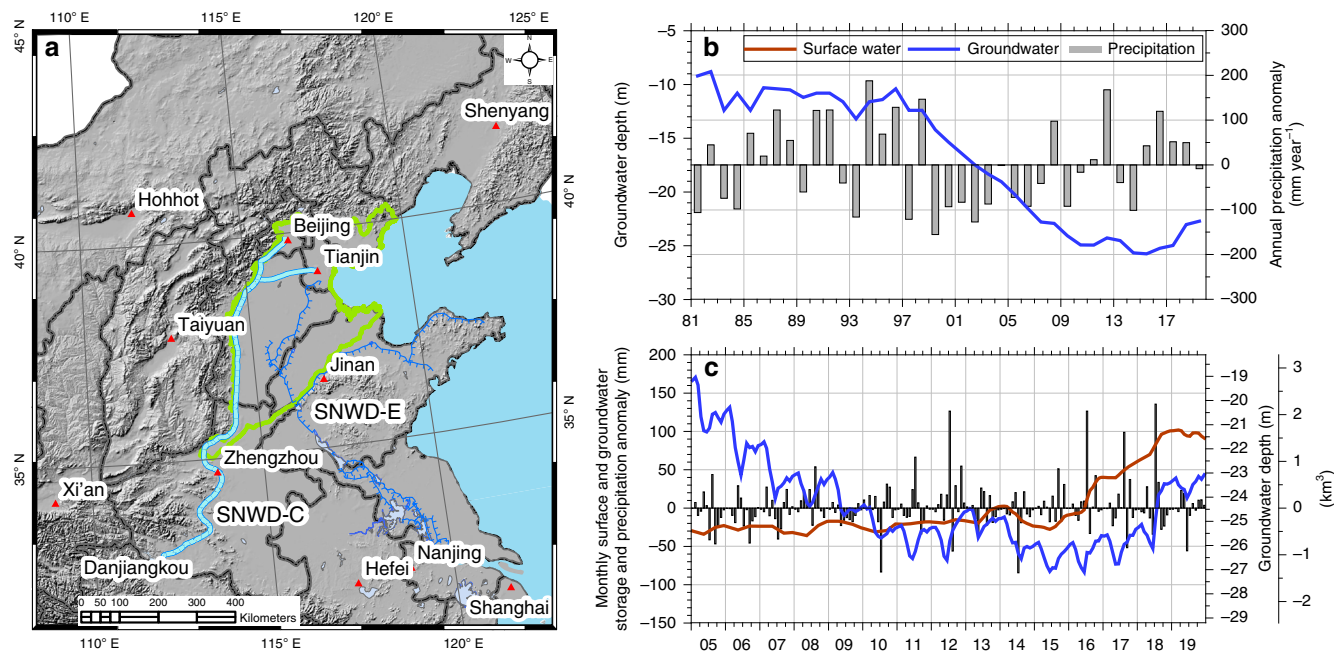 115° E
120° E
125° E
110° E
45° N
45° N
a
N
W
E
S
Shenyang
Hohhot
40° N
40° N
Beijing
Tianjin
Taiyuan
Jinan
SNWD-E
35° N
35° N
Zhengzhou
Xi'an
SNWD-C
Nanjing
Danjiangkou
Hefei
Shanghai
0 50 100 200 300 400
Kilometers
110° E
115° E
120° E
b
Surface water
Groundwater
Precipitation
Groundwater depth (m)
−5
−10
−15
−20
−25
−30
300
200
100
0
−100
−200
−300
Annual precipitation anomaly
(mm year⁻¹)
81 85 89 93 97 01 05 09 13 17
c
Monthly surface and groundwater
storage and precipitation anomaly (mm)
200
150
100
50
0
−50
−100
−150
−19
−20
−21
−22
−23
−24
−25
−26
−27
−28
−29
Groundwater depth (m)
3
2
1
0
−1
−2
(km³)
05 06 07 08 09 10 11 12 13 14 15 16 17 18 19